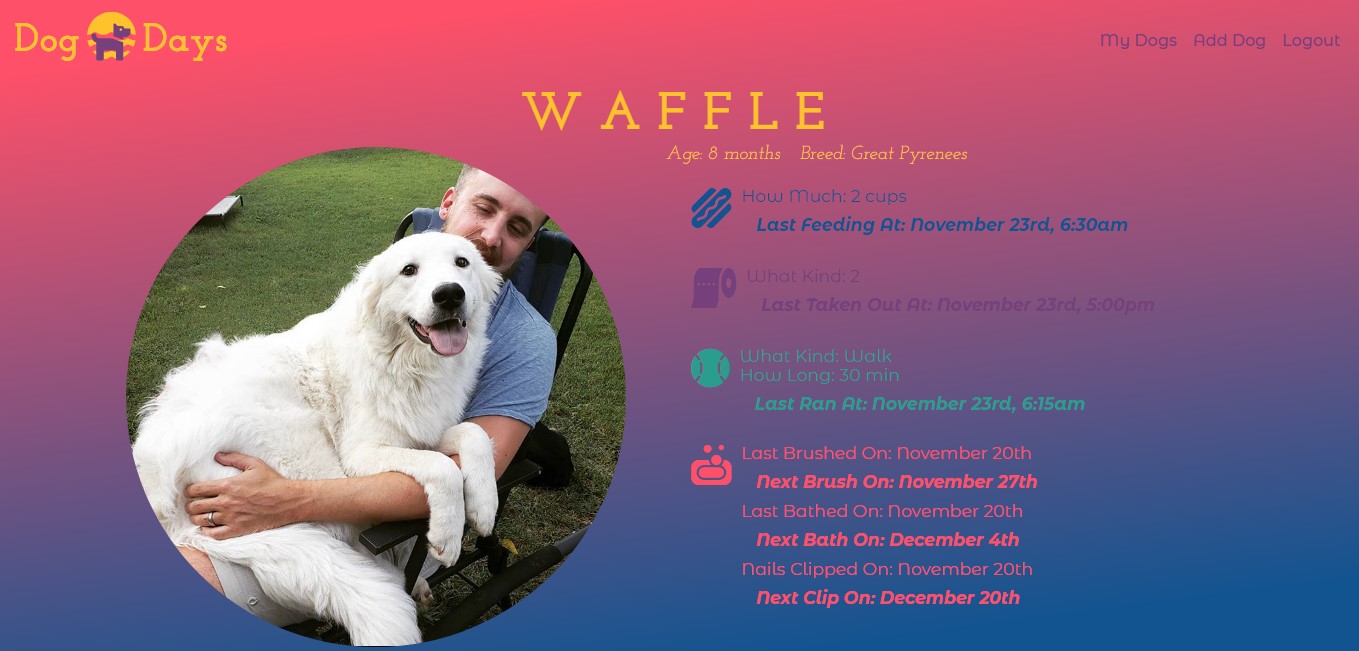 Dog Days
My Dogs Add Dog Logout
WAFFLE
Age: 8 months Breed: Great Pyrenees
How Much: 2 cups
Last Feeding At: November 23rd, 6:30am
What Kind: 2
Last Taken Out At: November 23rd, 5:00pm
What Kind: Walk
How Long: 30 min
Last Ran At: November 23rd, 6:15am
Last Brushed On: November 20th
Next Brush On: November 27th
Last Bathed On: November 20th
Next Bath On: December 4th
Nails Clipped On: November 20th
Next Clip On: December 20th